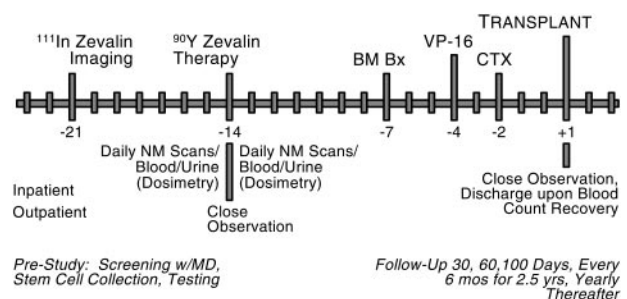 ¹¹¹In Zevalin
Imaging
⁹⁰Y Zevalin
Therapy
BM Bx
VP-16
CTX
TRANSPLANT
-21
-14
-7
-4
-2
+1
Daily NM Scans/
Blood/Urine
(Dosimetry)
Daily NM Scans/
Blood/Urine
(Dosimetry)
Close
Observation
Close Observation,
Discharge upon Blood
Count Recovery
Inpatient
Outpatient
Pre-Study: Screening w/MD,
Stem Cell Collection, Testing
Follow-Up 30, 60,100 Days, Every
6 mos for 2.5 yrs, Yearly
Thereafter